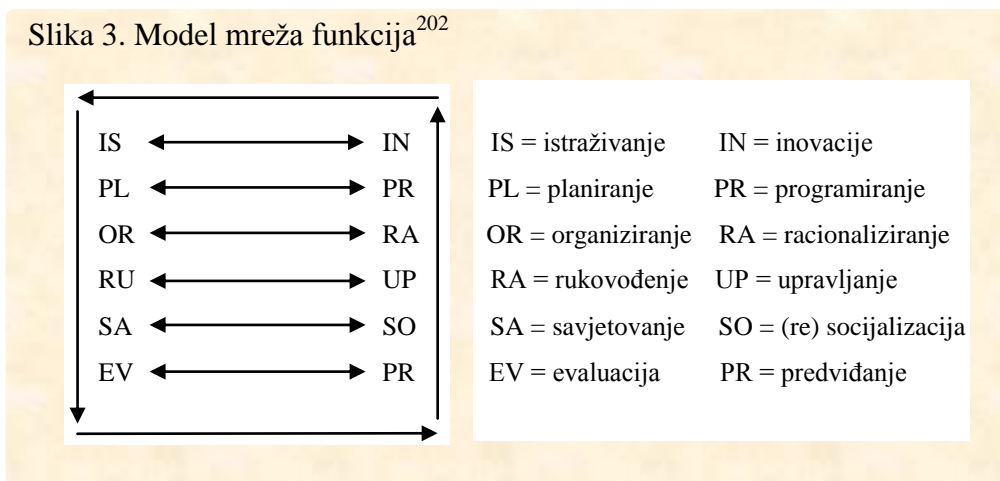 Slika 3. Model mreža funkcija202
IS IN
PL PR
OR RA
RU UP
SA SO
EV PR
IS = istraživanje IN = inovacije
PL = planiranje PR = programiranje
OR = organiziranje RA = racionaliziranje
RA = rukovođenje UP = upravljanje
SA = savjetovanje SO = (re) socijalizacija
EV = evaluacija PR = predviđanje